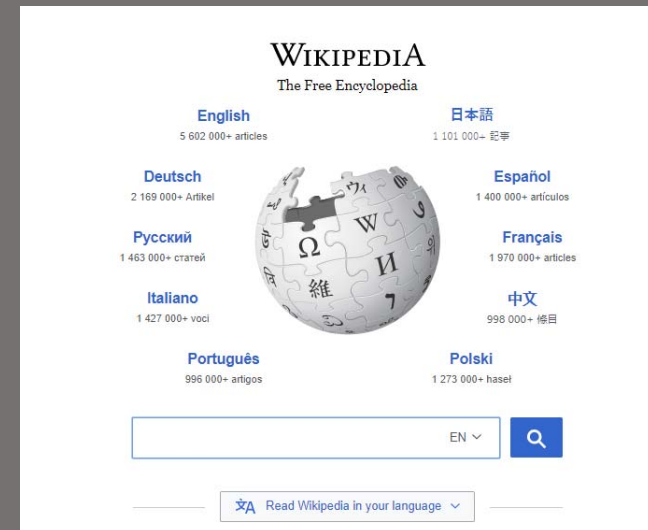 WIKIPEDIA
The Free Encyclopedia
English
5 602 000+ articles
日本語
1 101 000+ 記事
Deutsch
2 169 000+ Artikel
Español
1 400 000+ artículos
Русский
1 463 000+ статей
Français
1 970 000+ articles
Italiano
1 427 000+ voci
中文
998 000+ 條目
Português
996 000+ artigos
Polski
1 273 000+ haseł
Ω
W
И
維
ウィ
EN
Read Wikipedia in your language